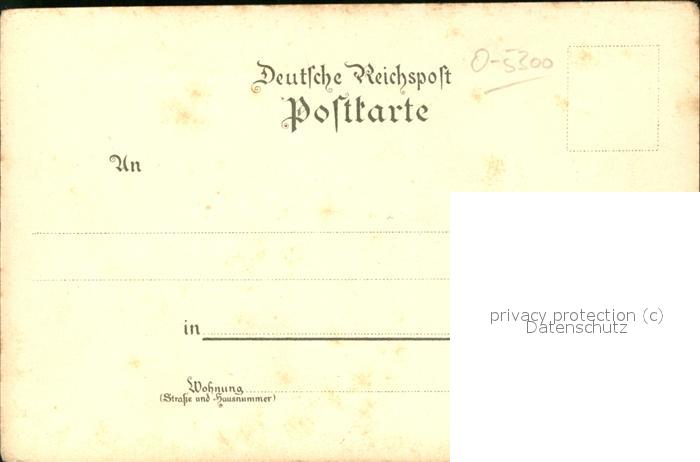 O-5300
Deutsche Reichspost
Postkarte
An
in
Wohnung
(Straße und Hausnummer)
privacy protection (c)
Datenschutz